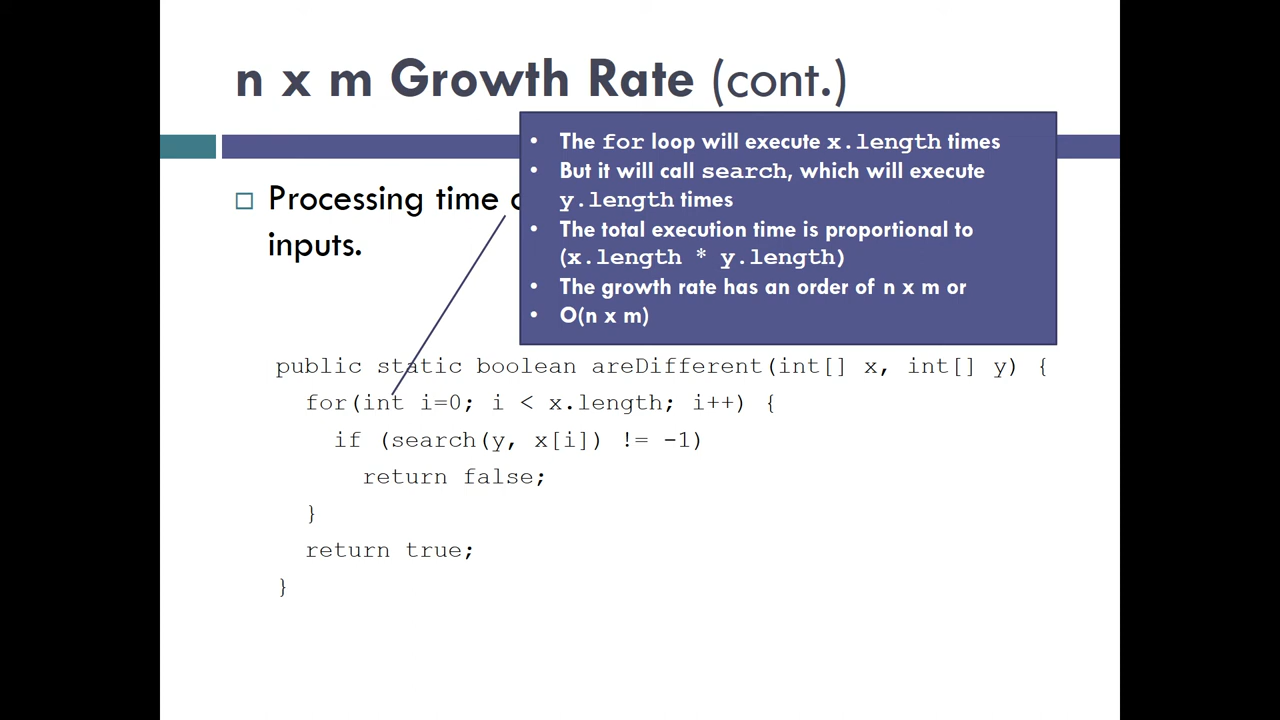 n x m Growth Rate (cont.)
• The for loop will execute x.length times
• But it will call search, which will execute
y.length times
• The total execution time is proportional to
(x.length * y.length)
• The growth rate has an order of n x m or
• O(n x m)
Processing time
inputs.
public static boolean areDifferent(int[] x, int[] y) {
for(int i=0; i < x.length; i++) {
if (search(y, x[i]) != -1)
return false;
}
return true;
}